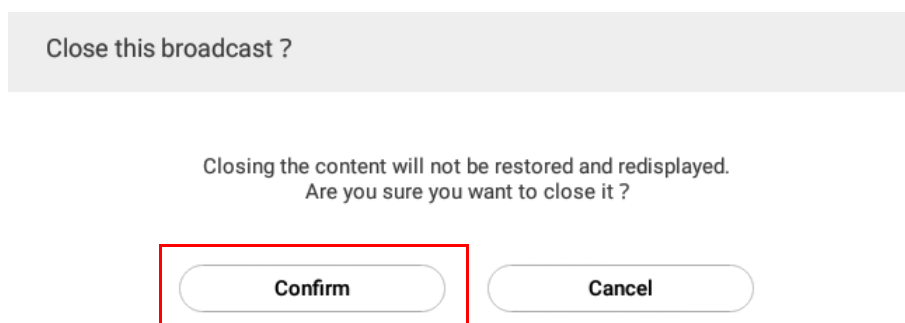 Close this broadcast ?
Closing the content will not be restored and redisplayed.
Are you sure you want to close it ?
Confirm
Cancel